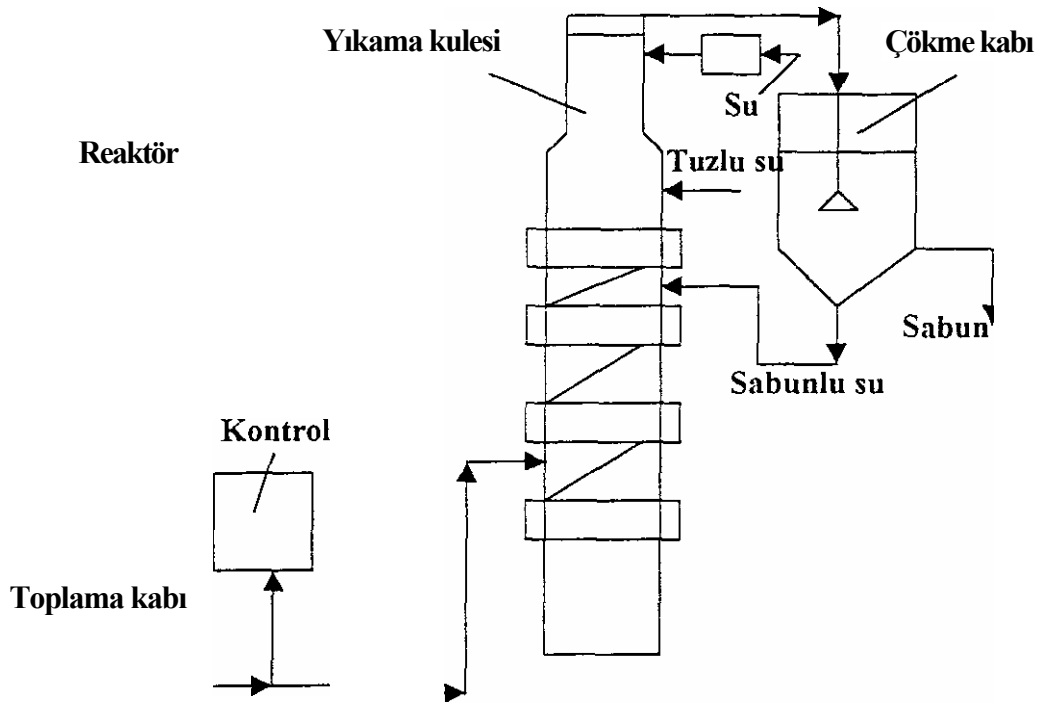 Yıkama kulesi
Çökme kabı
Su
Reaktör
Tuzlu su
Sabun
Sabunlu su
Kontrol
Toplama kabı